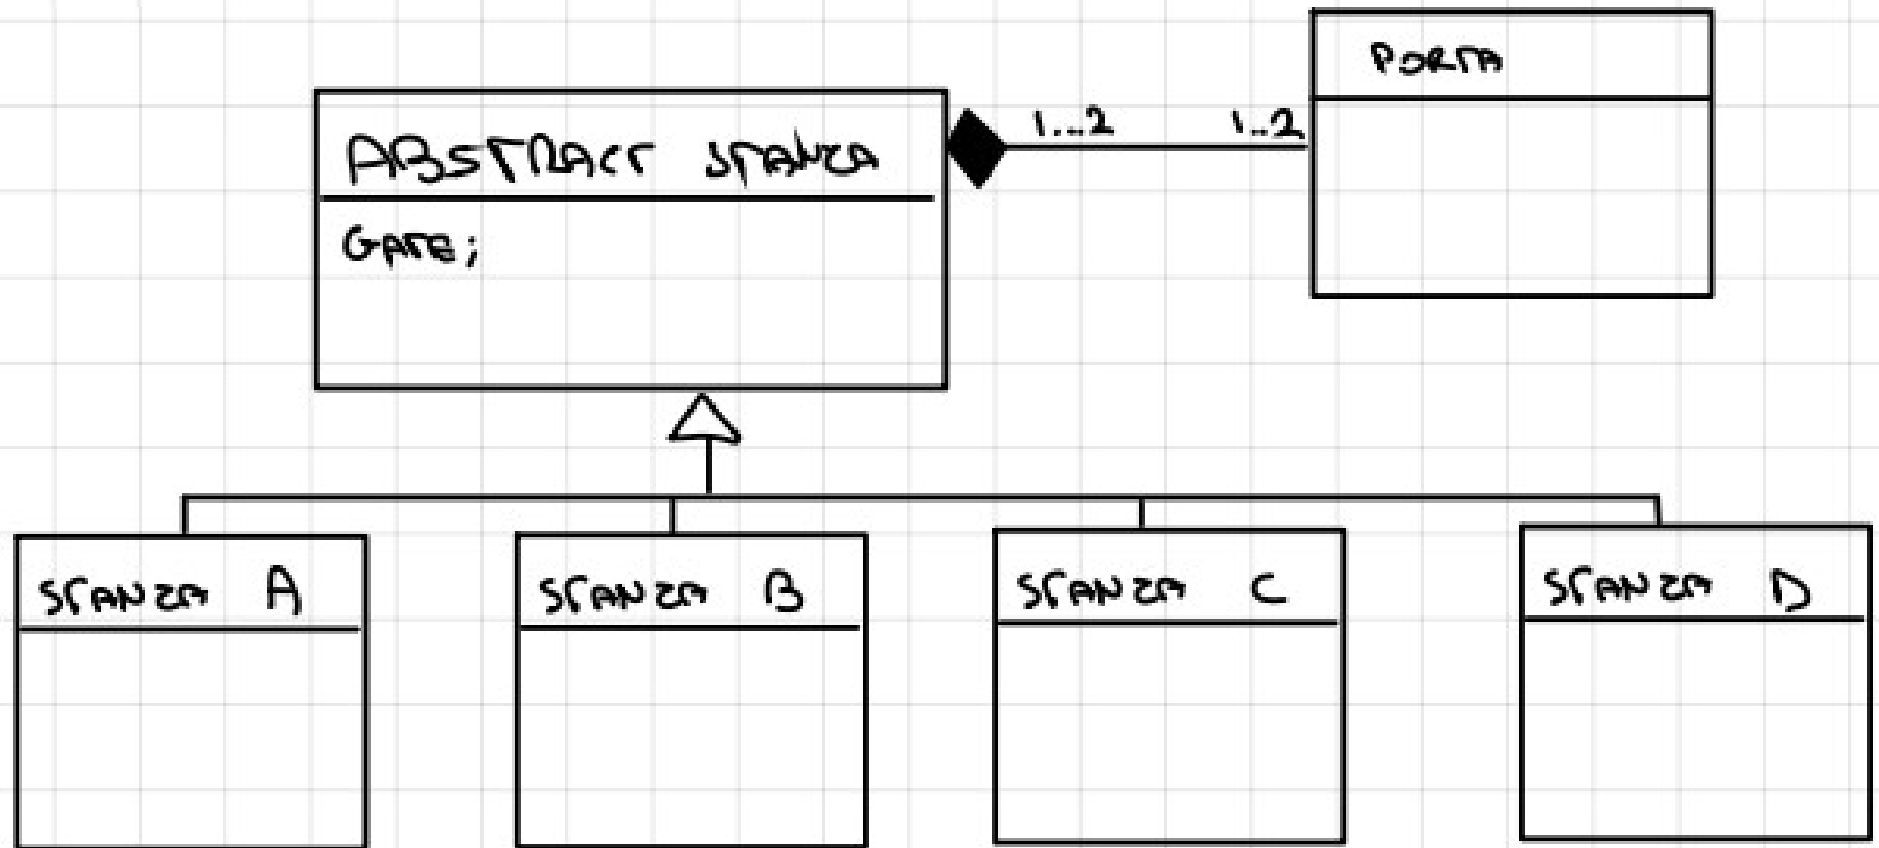 PORTA
ABSTRACT STANZA
1...2
1..2
GATE;
STANZA A
STANZA B
STANZA C
STANZA D